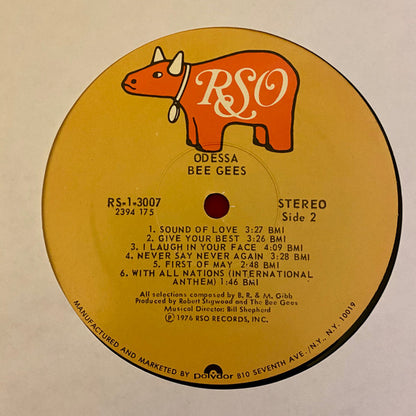 RSO
ODESSA
BEE GEES
RS-1-3007
2394 175
STEREO
Side 2
1. SOUND OF LOVE 3:27 BMI
2. GIVE YOUR BEST 3:26 BMI
3. I LAUGH IN YOUR FACE 4:09 BMI
4. NEVER SAY NEVER AGAIN 3:28 BMI
5. FIRST OF MAY 2:48 BMI
6. WITH ALL NATIONS (INTERNATIONAL
ANTHEM) 1:46 BMI
All selections composed by B. R. & M. Gibb
Produced by Robert Stigwood and The Bee Gees
Musical Director: Bill Shepherd
Ⓟ 1976 RSO RECORDS, INC.
MANUFACTURED AND MARKETED BY polydor 810 SEVENTH AVE./N.Y., N.Y. 10019